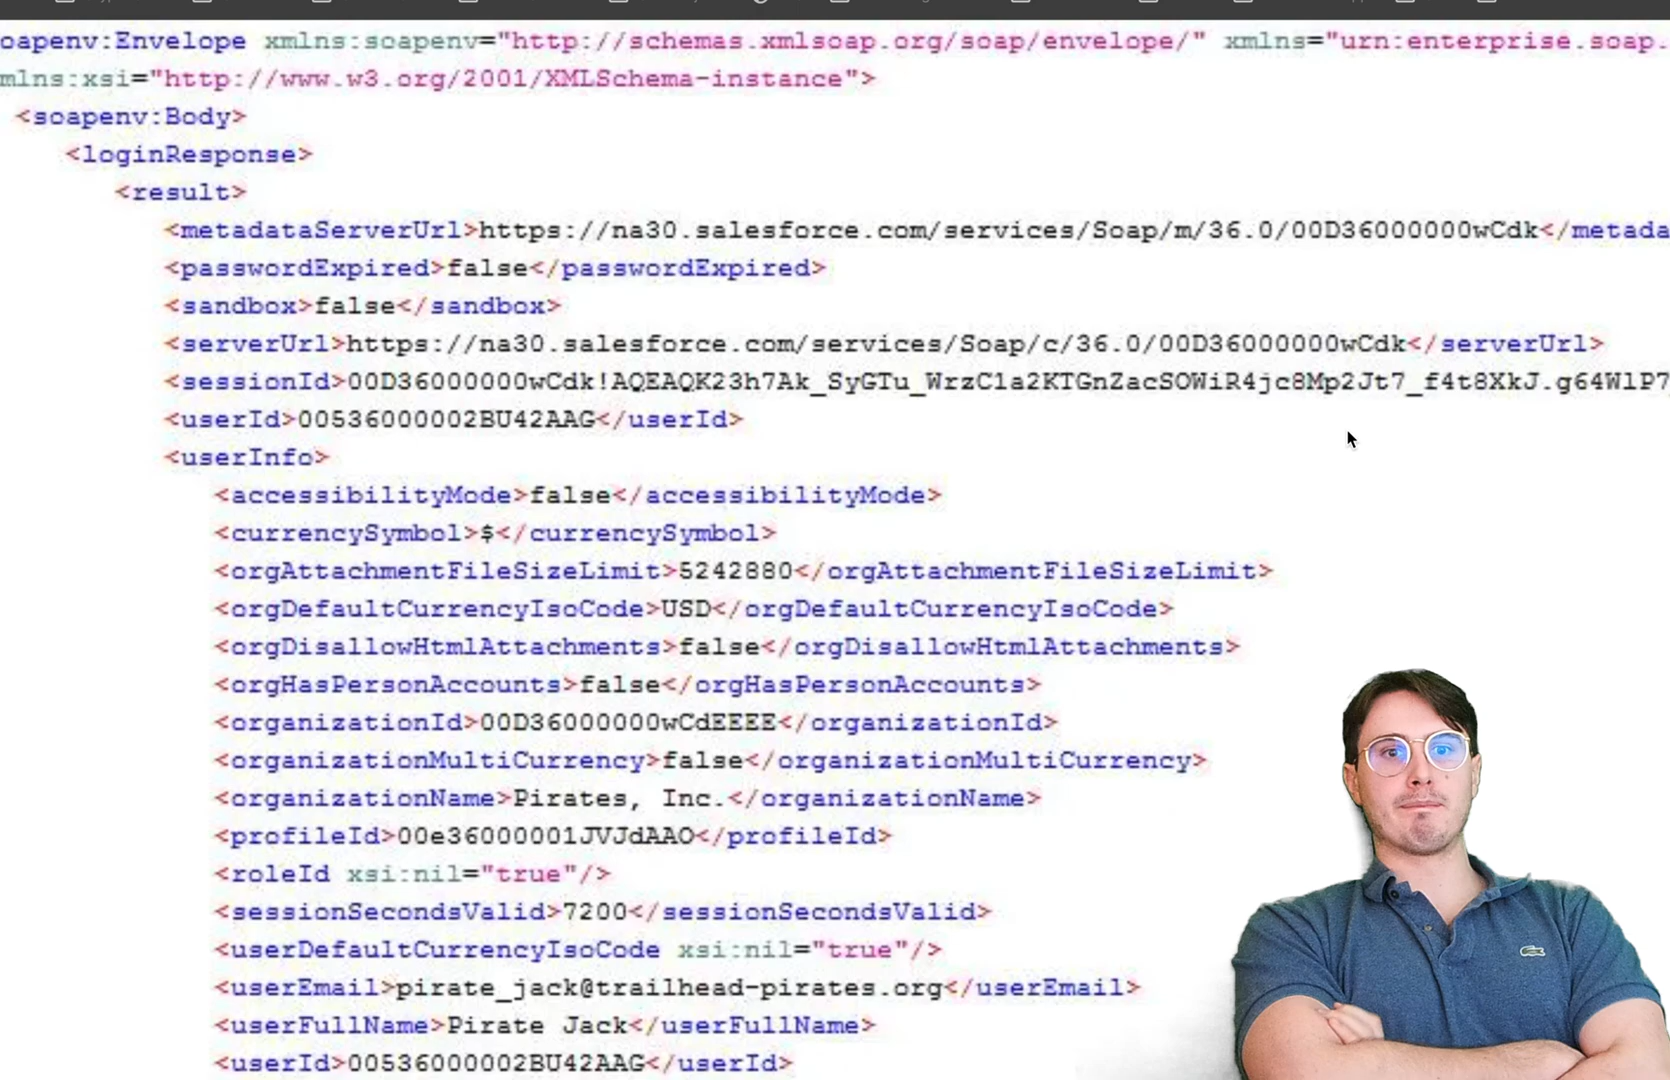 oapenv:Envelope xmlns:soapenv="http://schemas.xmlsoap.org/soap/envelope/" xmlns="urn:enterprise.soap.
mlns:xsi="http://www.w3.org/2001/XMLSchema-instance">
<soapenv:Body>
<loginResponse>
<result>
<metadataServerUrl>https://na30.salesforce.com/services/Soap/m/36.0/00D36000000wCdk</metada
<passwordExpired>false</passwordExpired>
<sandbox>false</sandbox>
<serverUrl>https://na30.salesforce.com/services/Soap/c/36.0/00D36000000wCdk</serverUrl>
<sessionId>00D36000000wCdk!AQEAQK23h7Ak_SyGTu_WrzC1a2KTGnZacSOWiR4jc8Mp2Jt7_f4t8XkJ.g64WlP7
<userId>00536000002BU42AAG</userId>
<userInfo>
<accessibilityMode>false</accessibilityMode>
<currencySymbol>$</currencySymbol>
<orgAttachmentFileSizeLimit>5242880</orgAttachmentFileSizeLimit>
<orgDefaultCurrencyIsoCode>USD</orgDefaultCurrencyIsoCode>
<orgDisallowHtmlAttachments>false</orgDisallowHtmlAttachments>
<orgHasPersonAccounts>false</orgHasPersonAccounts>
<organizationId>00D36000000wCdEEEE</organizationId>
<organizationMultiCurrency>false</organizationMultiCurrency>
<organizationName>Pirates, Inc.</organizationName>
<profileId>00e36000001JVJdAAO</profileId>
<roleId xsi:nil="true"/>
<sessionSecondsValid>7200</sessionSecondsValid>
<userDefaultCurrencyIsoCode xsi:nil="true"/>
<userEmail>pirate_jack@trailhead-pirates.org</userEmail>
<userFullName>Pirate Jack</userFullName>
<userId>00536000002BU42AAG</userId>